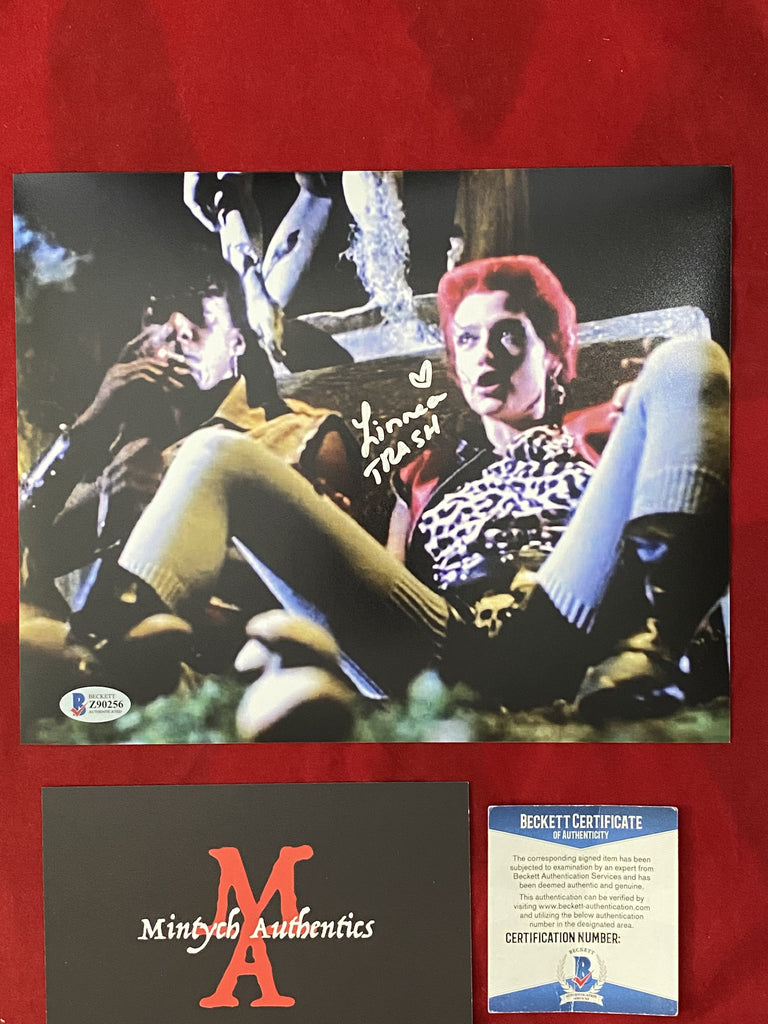 Linnea
TRASH
BECKETT
B
Z90256
AUTHENTICATED
M
Mintych Authentics
A
BECKETT CERTIFICATE
OF AUTHENTICITY
The corresponding signed item has been
subjected to examination by an expert from
Beckett Authentication Services and has
been deemed authentic and genuine.
This authentication can be verified by
visiting www.beckett-authentication.com
and utilizing the below authentication
number in the designated area.
CERTIFICATION NUMBER:
BECKETT
B